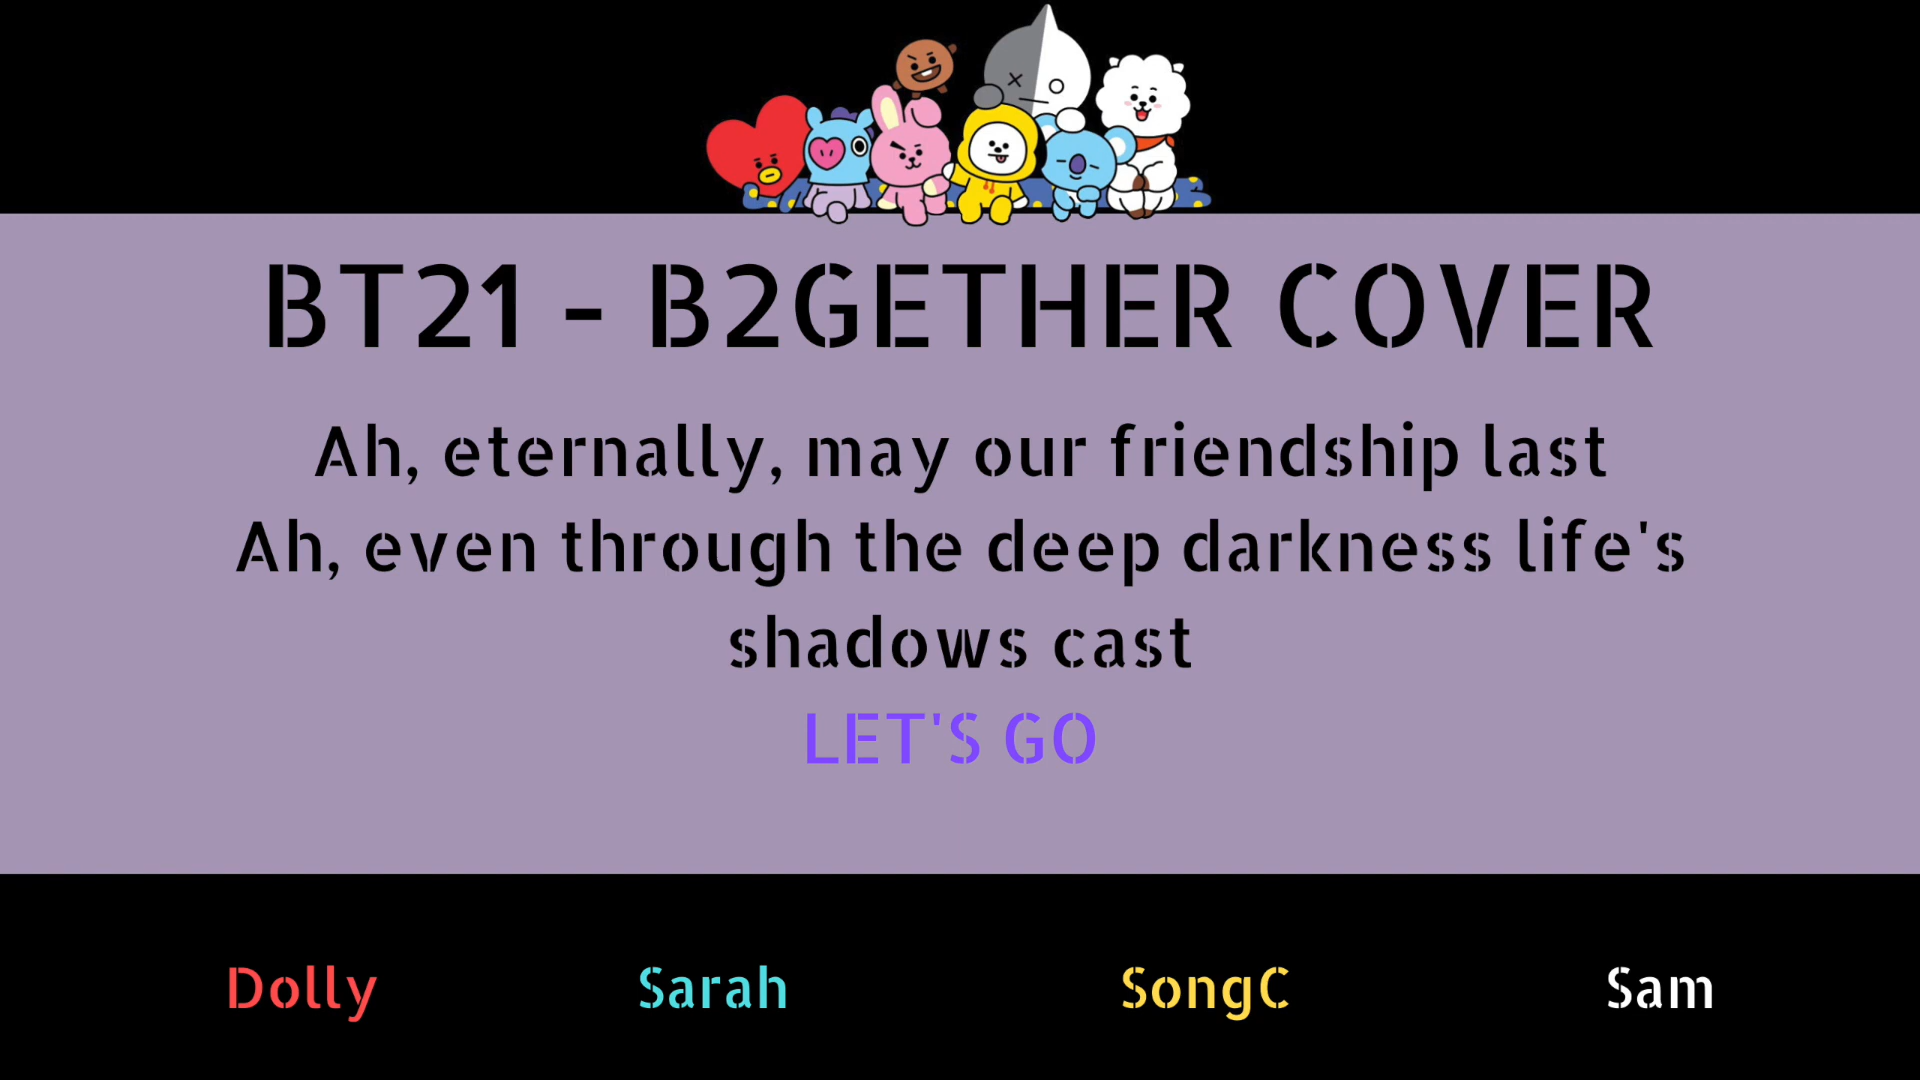 BT21 - B2GETHER COVER
Ah, eternally, may our friendship last
Ah, even through the deep darkness life's
shadows cast
LET'S GO
Dolly Sarah SongC Sam